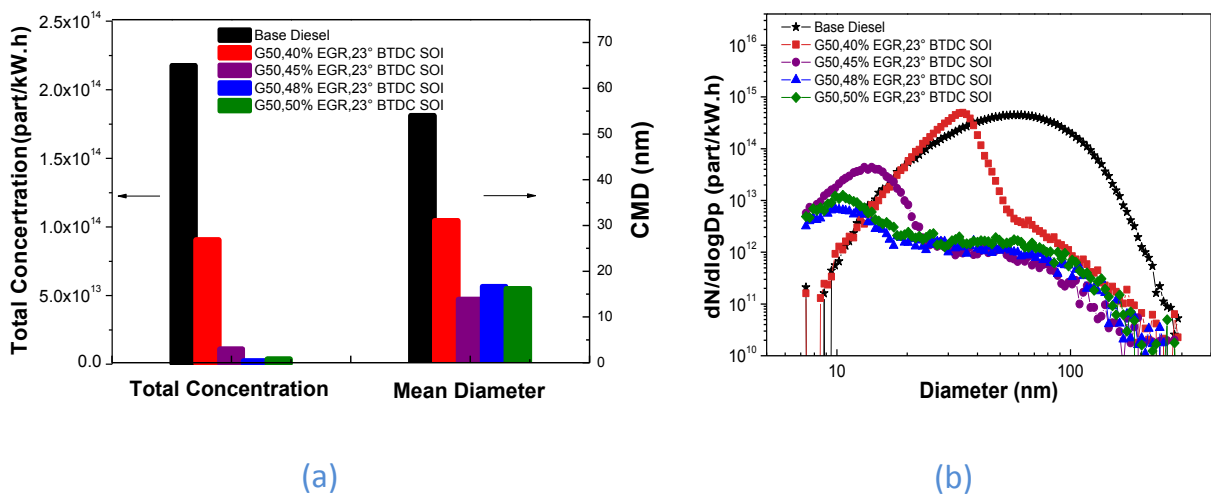 2.5x10^14
2.0x10^14
1.5x10^14
1.0x10^14
5.0x10^13
0.0
Total Concertration(part/kW.h)
Base Diesel
G50,40% EGR,23° BTDC SOI
G50,45% EGR,23° BTDC SOI
G50,48% EGR,23° BTDC SOI
G50,50% EGR,23° BTDC SOI
70
60
50
40
30
20
10
0
CMD (nm)
Total Concentration
Mean Diameter
(a)
Base Diesel
G50,40% EGR,23° BTDC SOI
G50,45% EGR,23° BTDC SOI
G50,48% EGR,23° BTDC SOI
G50,50% EGR,23° BTDC SOI
10^16
10^15
10^14
10^13
10^12
10^11
10^10
dN/dlogDp (part/kW.h)
10
100
Diameter (nm)
(b)